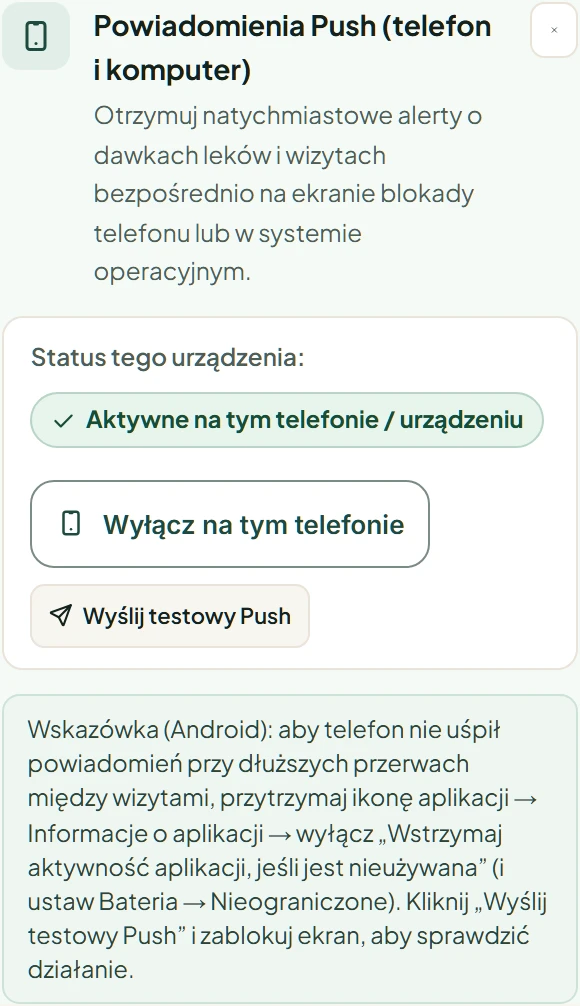 Powiadomienia Push (telefon
i komputer)
Otrzymuj natychmiastowe alerty o
dawkach leków i wizytach
bezpośrednio na ekranie blokady
telefonu lub w systemie
operacyjnym.
Status tego urządzenia:
Aktywne na tym telefonie / urządzeniu
Wyłącz na tym telefonie
Wyślij testowy Push
Wskazówka (Android): aby telefon nie uśpił
powiadomień przy dłuższych przerwach
między wizytami, przytrzymaj ikonę aplikacji →
Informacje o aplikacji → wyłącz „Wstrzymaj
aktywność aplikacji, jeśli jest nieużywana” (i
ustaw Bateria → Nieograniczone). Kliknij „Wyślij
testowy Push” i zablokuj ekran, aby sprawdzić
działanie.